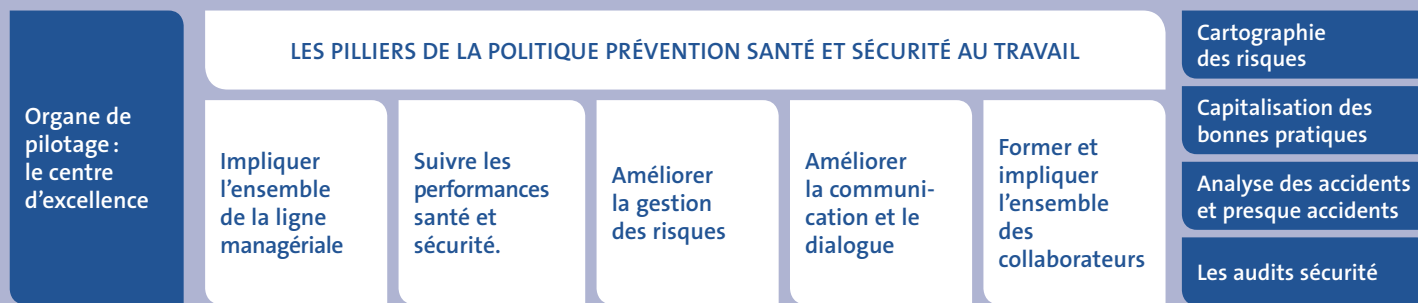 Organe de
pilotage :
le centre
d'excellence
LES PILLIERS DE LA POLITIQUE PRÉVENTION SANTÉ ET SÉCURITÉ AU TRAVAIL
Impliquer
l'ensemble
de la ligne
managériale
Suivre les
performances
santé et
sécurité.
Améliorer
la gestion
des risques
Améliorer
la communi-
cation et le
dialogue
Former et
impliquer
l'ensemble
des
collaborateurs
Cartographie
des risques
Capitalisation des
bonnes pratiques
Analyse des accidents
et presque accidents
Les audits sécurité